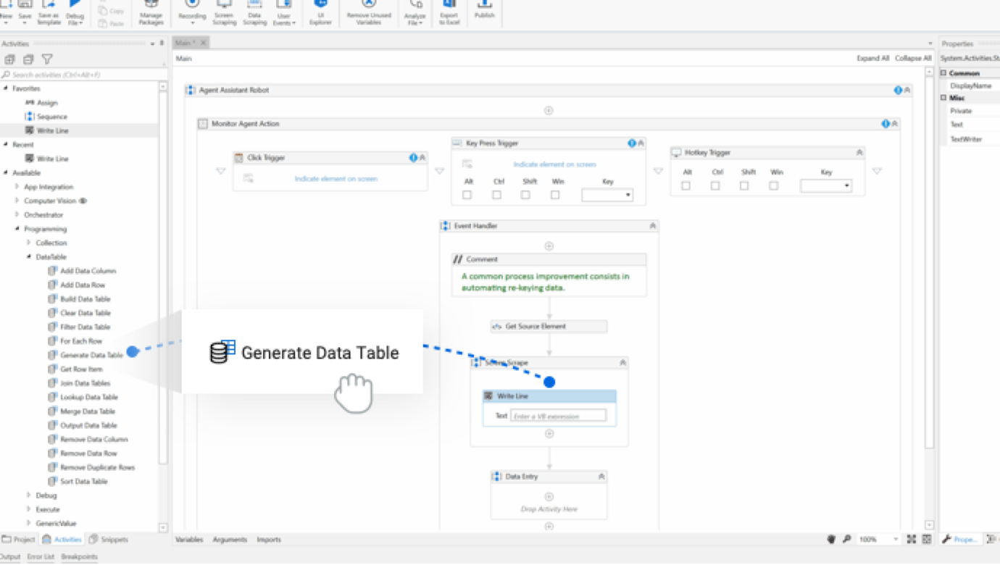 New
Save
Save as
Template
Debug
File
Copy
Paste
Manage
Packages
Recording
Screen
Scraping
Data
Scraping
User
Events
UI
Explorer
Remove Unused
Variables
Analyze
File
Export
to Excel
Publish
Activities
Search activities (Ctrl+Alt+F)
Favorites
Assign
Sequence
Write Line
Recent
Write Line
Available
App Integration
Computer Vision
Orchestrator
Programming
Collection
DataTable
Add Data Column
Add Data Row
Build Data Table
Clear Data Table
Filter Data Table
For Each Row
Generate Data Table
Get Row Item
Join Data Tables
Lookup Data Table
Merge Data Table
Output Data Table
Remove Data Column
Remove Data Row
Remove Duplicate Rows
Sort Data Table
Debug
Execute
GenericValue
Project Activities Snippets
Output Error List Breakpoints
Main *
Main
Expand All Collapse All
Agent Assistant Robot
Monitor Agent Action
Click Trigger
Indicate element on screen
Key Press Trigger
Indicate element on screen
Alt Ctrl Shift Win Key
Hotkey Trigger
Alt Ctrl Shift Win Key
Event Handler
// Comment
A common process improvement consists in
automating re-keying data.
Get Source Element
Generate Data Table
Screen Scrape
Write Line
Text Enter a VB expression
Data Entry
Drop Activity Here
Variables Arguments Imports
100%
Properties
System.Activities.St
Common
DisplayName
Misc
Private
Text
TextWriter
Prope...